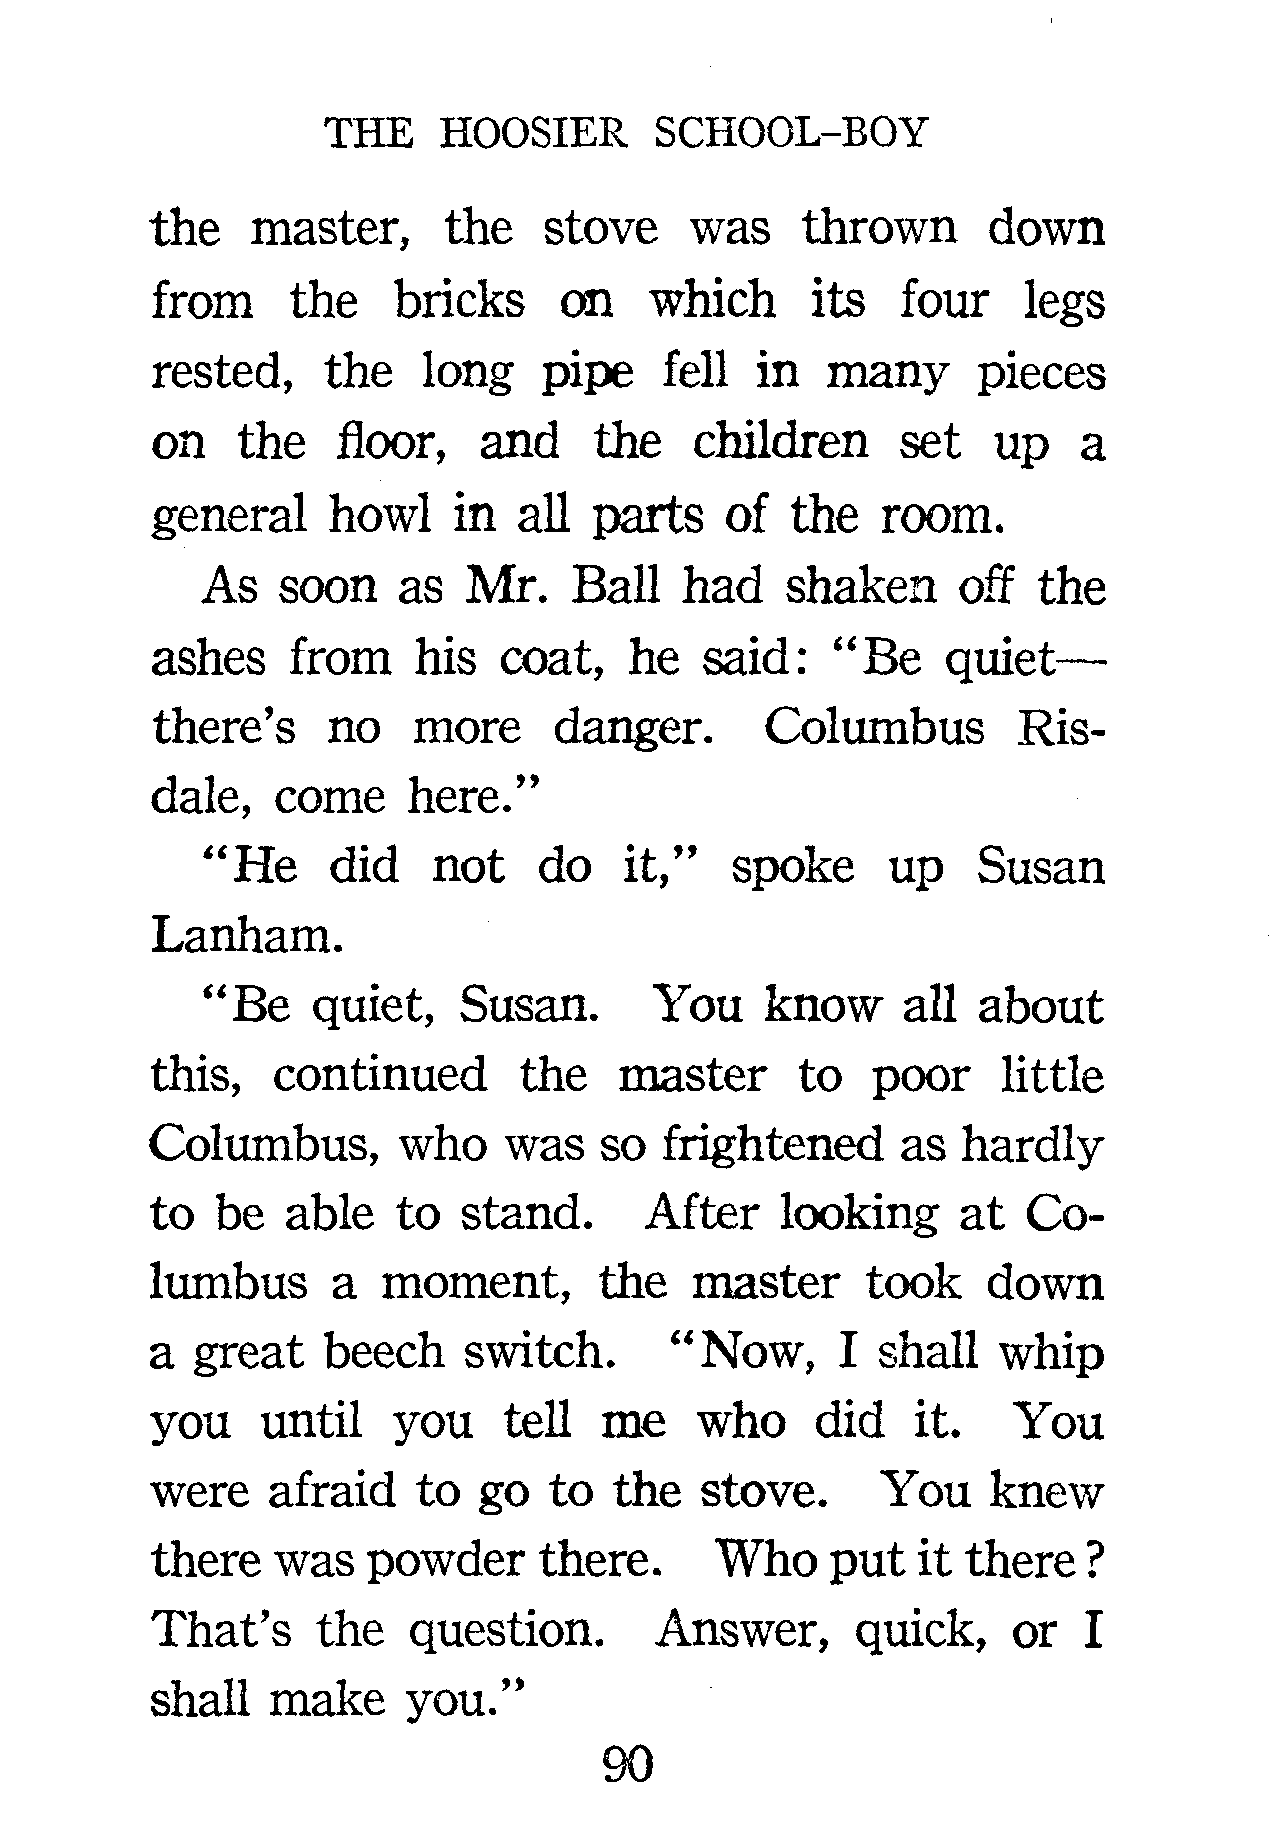 THE HOOSIER SCHOOL-BOY
the master, the stove was thrown down
from the bricks on which its four legs
rested, the long pipe fell in many pieces
on the floor, and the children set up a
general howl in all parts of the room.
As soon as Mr. Ball had shaken off the
ashes from his coat, he said: “Be quiet—
there’s no more danger. Columbus Ris-
dale, come here.”
“He did not do it,” spoke up Susan
Lanham.
“Be quiet, Susan. You know all about
this, continued the master to poor little
Columbus, who was so frightened as hardly
to be able to stand. After looking at Co-
lumbus a moment, the master took down
a great beech switch. “Now, I shall whip
you until you tell me who did it. You
were afraid to go to the stove. You knew
there was powder there. Who put it there?
That’s the question. Answer, quick, or I
shall make you.”
90